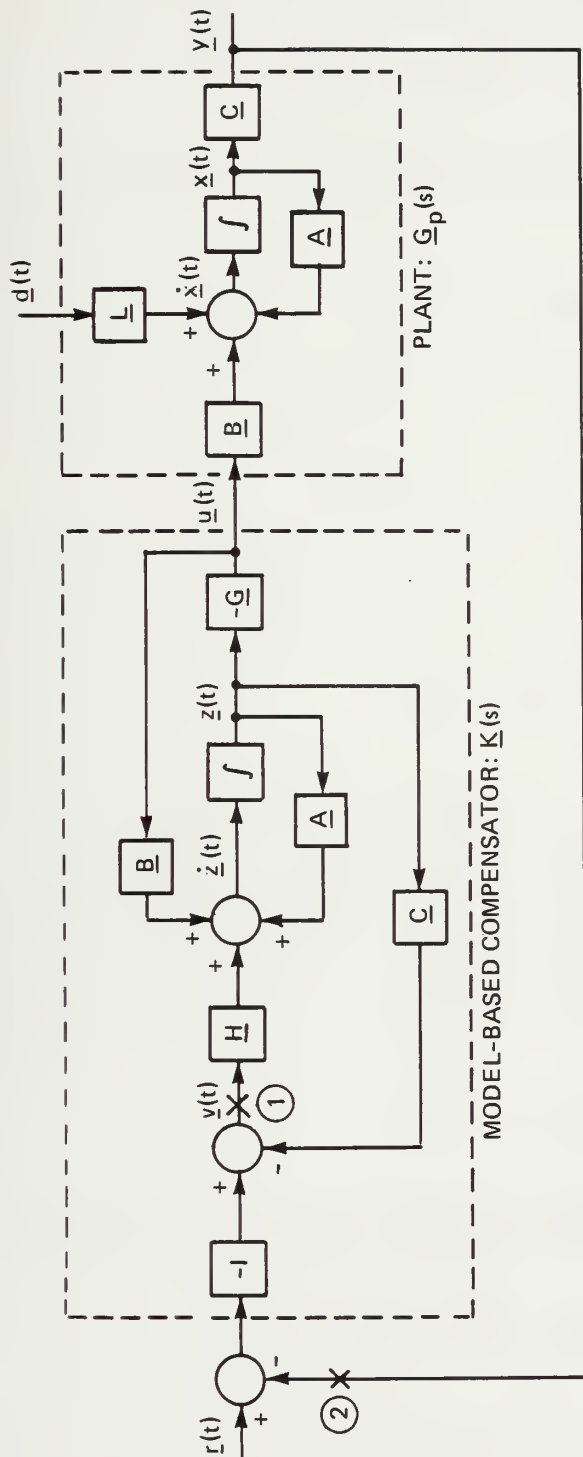 r(t)
+
-
2
-I
+
-
v(t)
1
H
+
+
+
B
ż(t)
∫
A
z(t)
C
-G
MODEL-BASED COMPENSATOR: K(s)
u(t)
B
+
+
d(t)
L
ẋ(t)
∫
A
x(t)
C
PLANT: Gp(s)
y(t)